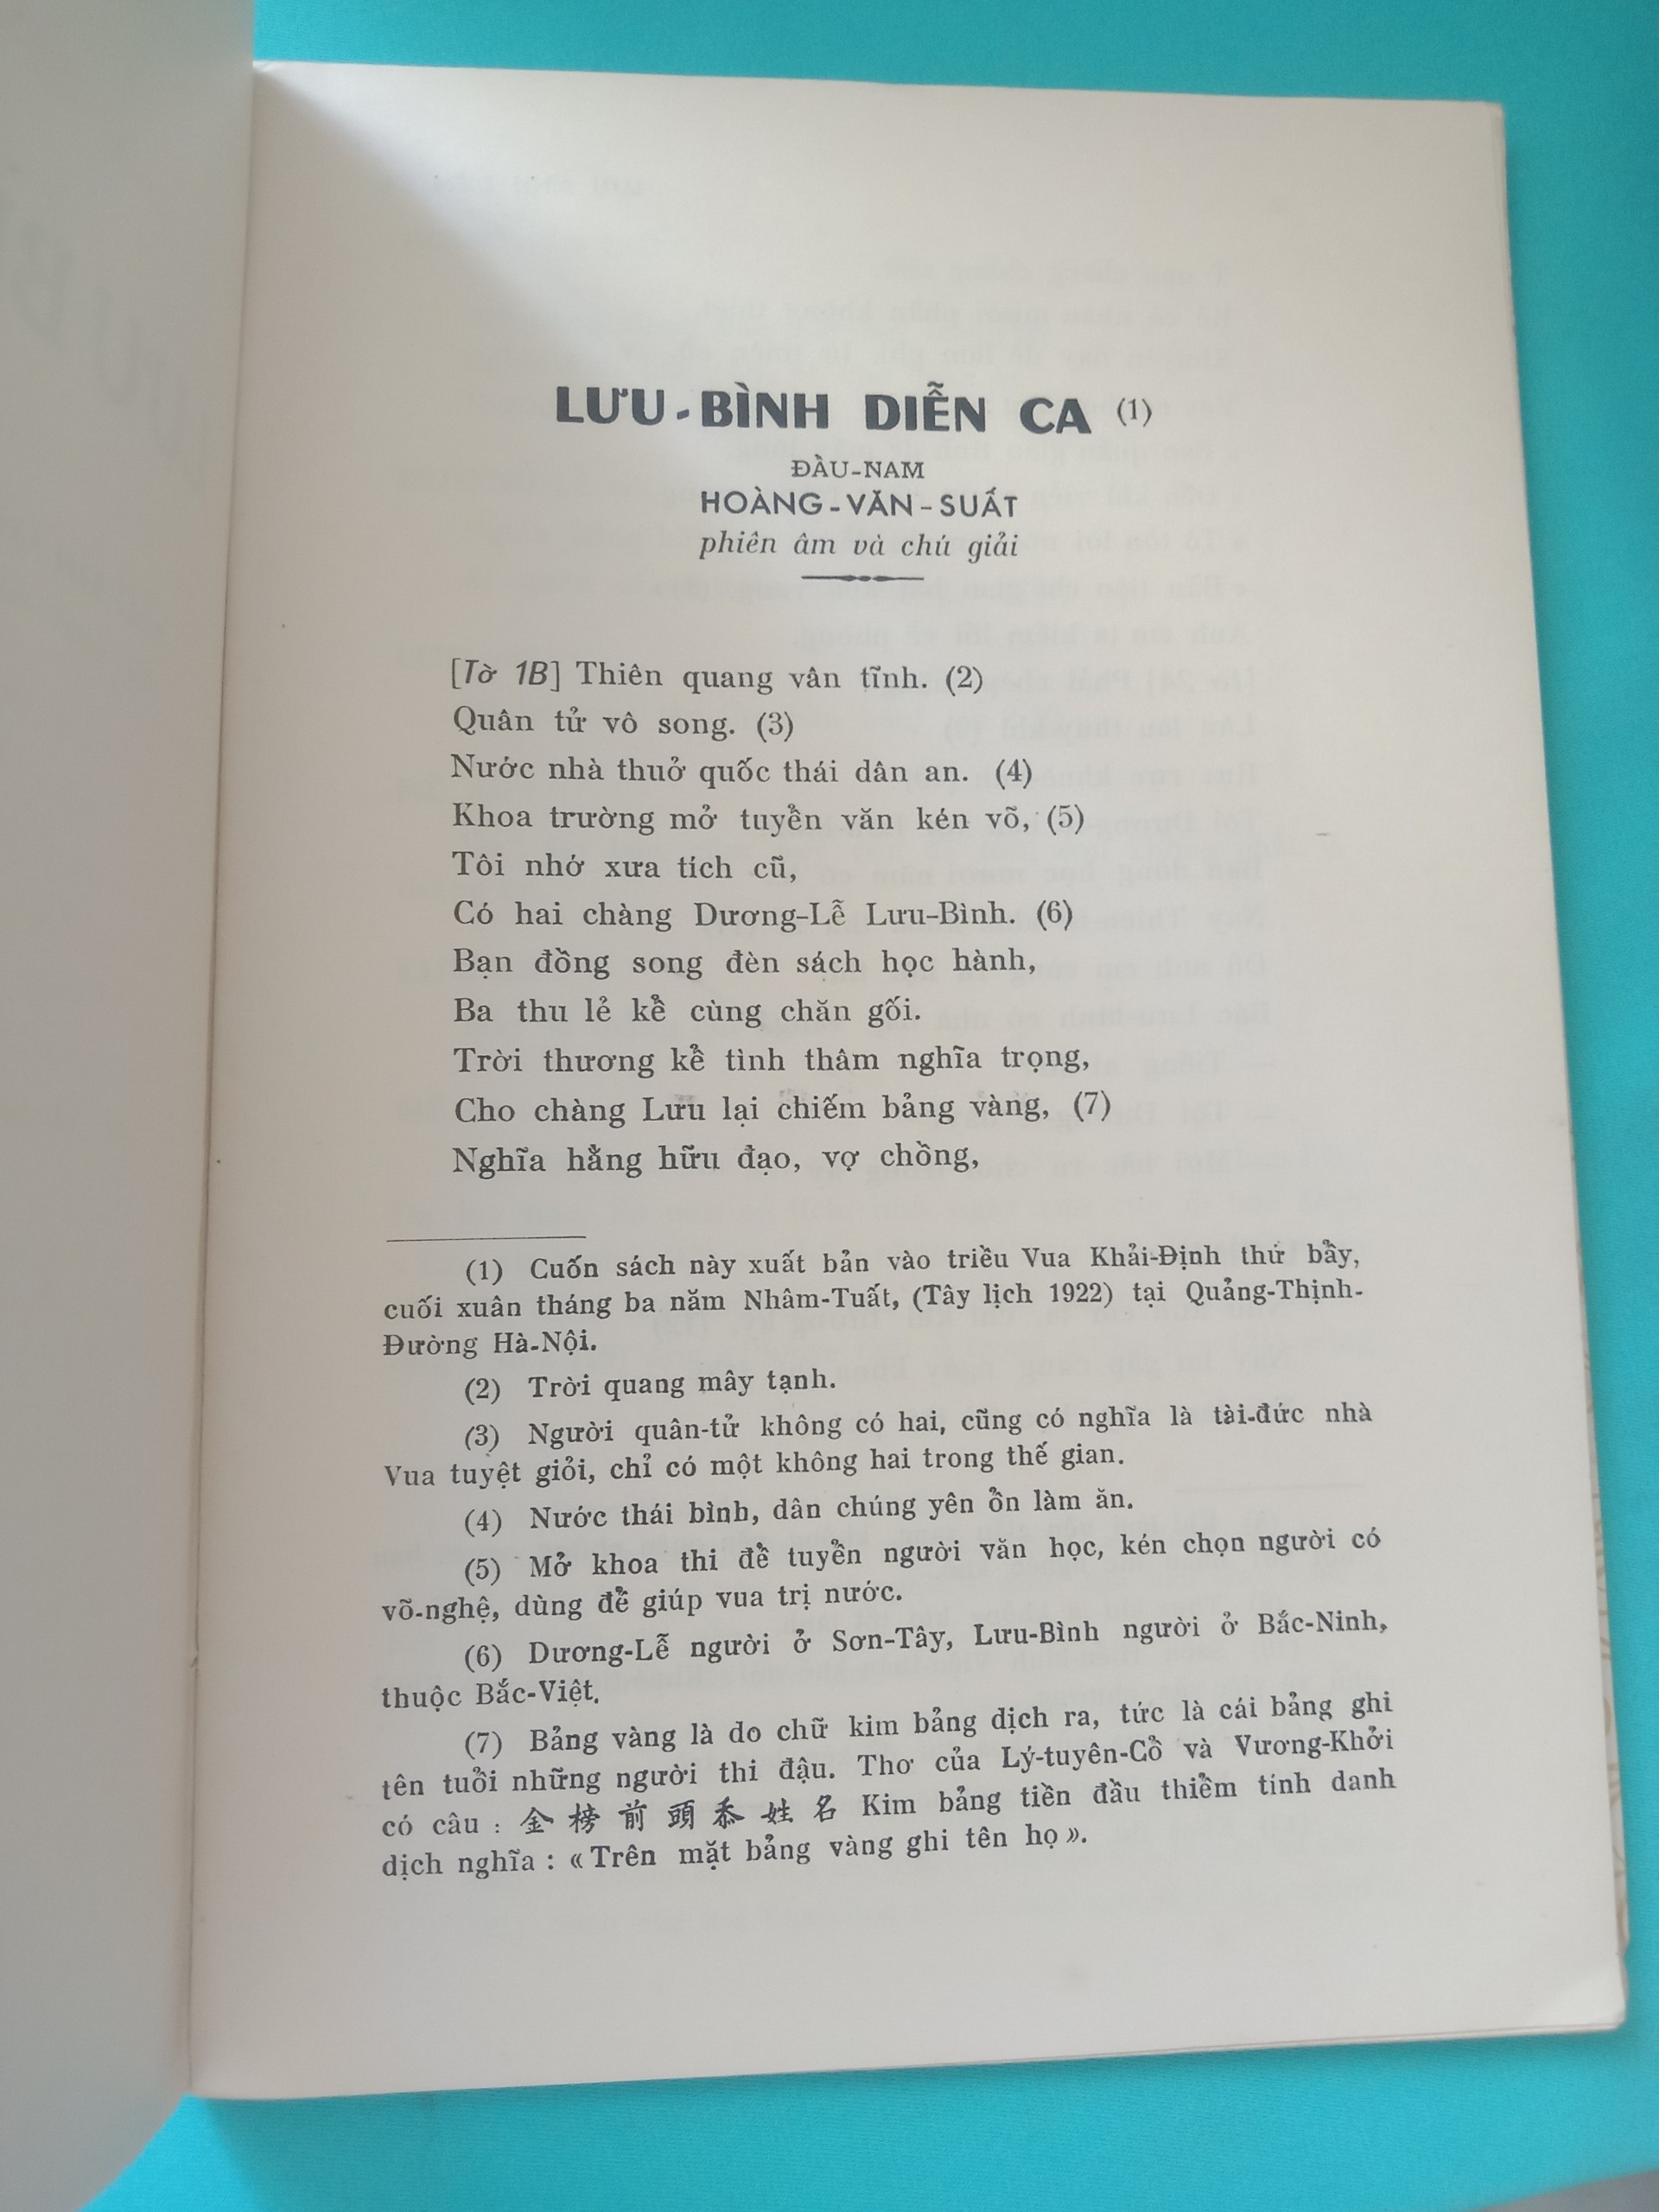 LƯU-BÌNH DIỄN CA (1)
ĐẦU-NAM
HOÀNG-VĂN-SUẤT
phiên âm và chú giải
[Tờ 1B] Thiên quang vân tĩnh. (2)
Quân tử vô song. (3)
Nước nhà thuở quốc thái dân an. (4)
Khoa trường mở tuyển văn kén võ, (5)
Tôi nhớ xưa tích cũ,
Có hai chàng Dương-Lễ Lưu-Bình. (6)
Bạn đồng song đèn sách học hành,
Ba thu lẻ kể cùng chăn gối.
Trời thương kẻ tình thâm nghĩa trọng,
Cho chàng Lưu lại chiếm bảng vàng, (7)
Nghĩa hằng hữu đạo, vợ chồng,
(1) Cuốn sách này xuất bản vào triều Vua Khải-Định thứ bẩy,
cuối xuân tháng ba năm Nhâm-Tuất, (Tây lịch 1922) tại Quảng-Thịnh-
Đường Hà-Nội.
(2) Trời quang mây tạnh.
(3) Người quân-tử không có hai, cũng có nghĩa là tài-đức nhà
Vua tuyệt giỏi, chỉ có một không hai trong thế gian.
(4) Nước thái bình, dân chúng yên ổn làm ăn.
(5) Mở khoa thi để tuyển người văn học, kén chọn người có
võ-nghệ, dùng để giúp vua trị nước.
(6) Dương-Lễ người ở Sơn-Tây, Lưu-Bình người ở Bắc-Ninh,
thuộc Bắc-Việt.
(7) Bảng vàng là do chữ kim bảng dịch ra, tức là cái bảng ghi
tên tuổi những người thi đậu. Thơ của Lý-tuyên-Cổ và Vương-Khởi
có câu : 金 榜 前 頭 忝 姓 名 Kim bảng tiền đầu thiểm tính danh
dịch nghĩa : « Trên mặt bảng vàng ghi tên họ ».